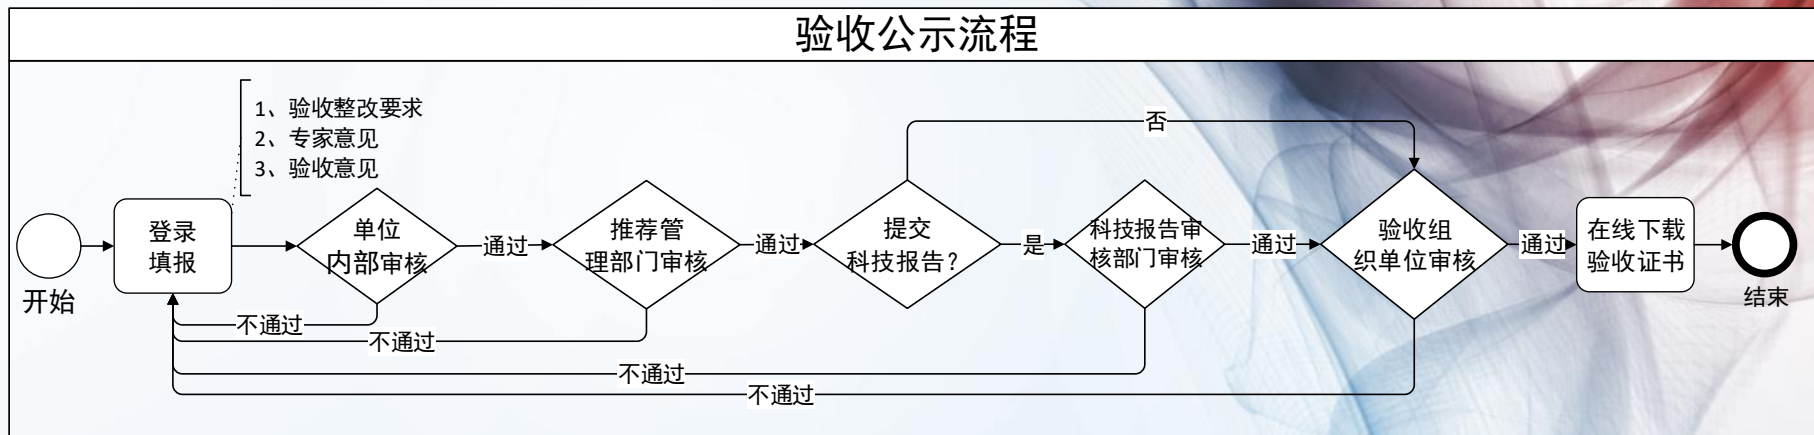 验收公示流程
1、验收整改要求
2、专家意见
3、验收意见
否
开始
登录
填报
单位
内部审核
通过
推荐管
理部门审核
通过
提交
科技报告？
是
科技报告审
核部门审核
通过
验收组
织单位审核
通过
在线下载
验收证书
结束
不通过
不通过
不通过
不通过